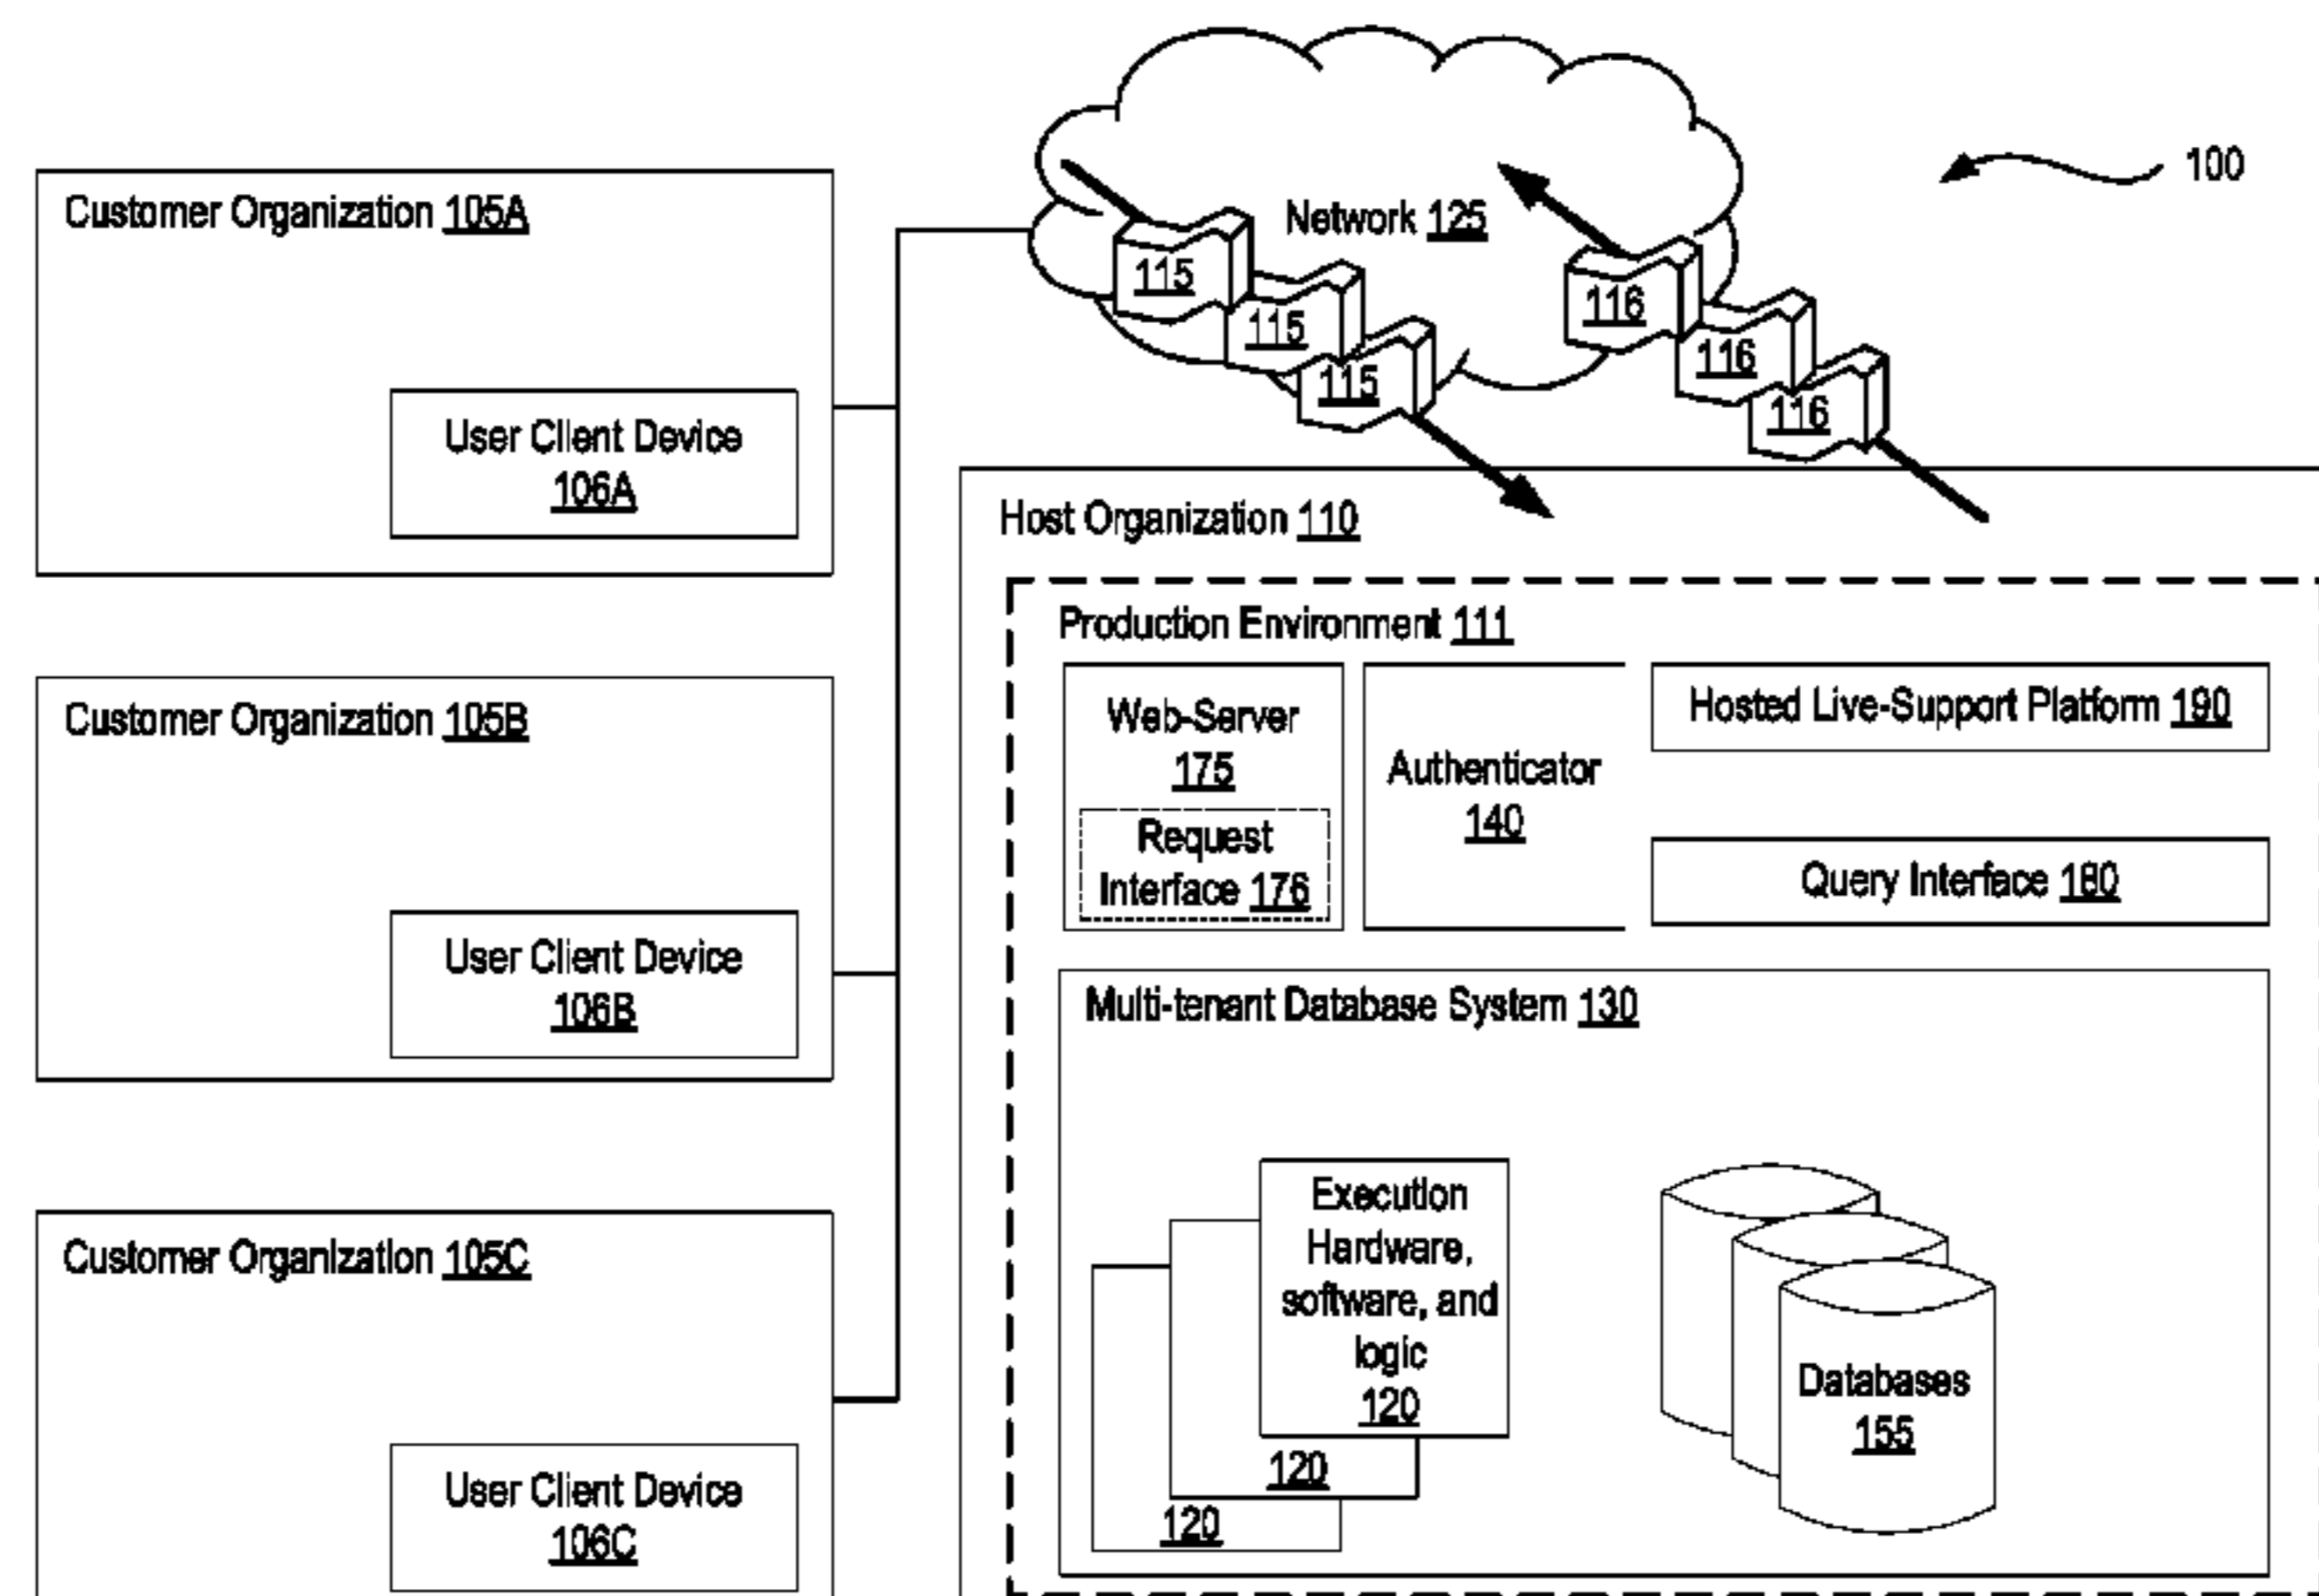 100
Customer Organization 105A
User Client Device
106A
Customer Organization 105B
User Client Device
106B
Customer Organization 105C
User Client Device
106C
Network 125
115
115
115
116
116
116
Host Organization 110
Production Environment 111
Web-Server
175
Request
Interface 176
Authenticator
140
Hosted Live-Support Platform 190
Query Interface 180
Multi-tenant Database System 130
Execution
Hardware,
software, and
logic
120
120
120
Databases
155